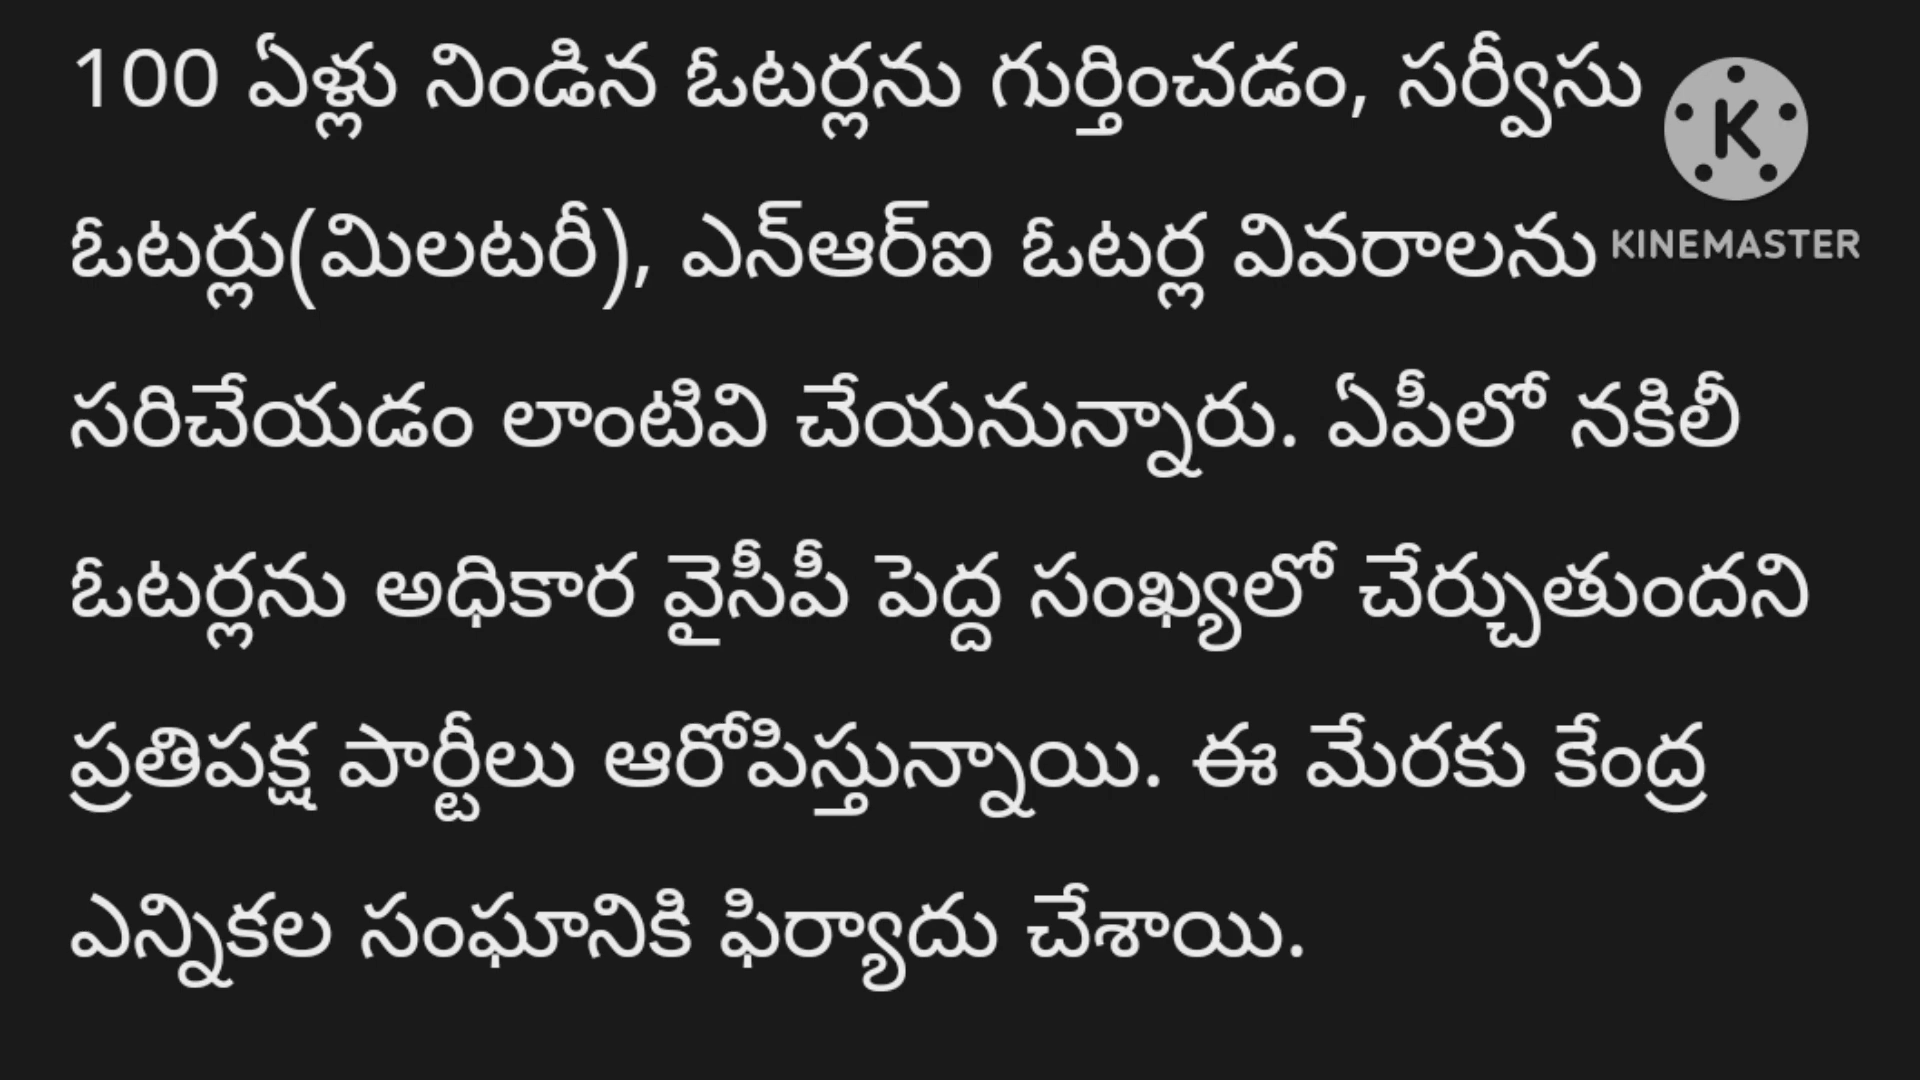 100 ఏళ్లు నిండిన ఓటర్లను గుర్తించడం, సర్వీసు
ఓటర్లు(మిలటరీ), ఎన్ఆర్ఐ ఓటర్ల వివరాలను
సరిచేయడం లాంటివి చేయనున్నారు. ఏపీలో నకిలీ
ఓటర్లను అధికార వైసీపీ పెద్ద సంఖ్యలో చేర్చుతుందని
ప్రతిపక్ష పార్టీలు ఆరోపిస్తున్నాయి. ఈ మేరకు కేంద్ర
ఎన్నికల సంఘానికి ఫిర్యాదు చేశాయి.
K
KINEMASTER